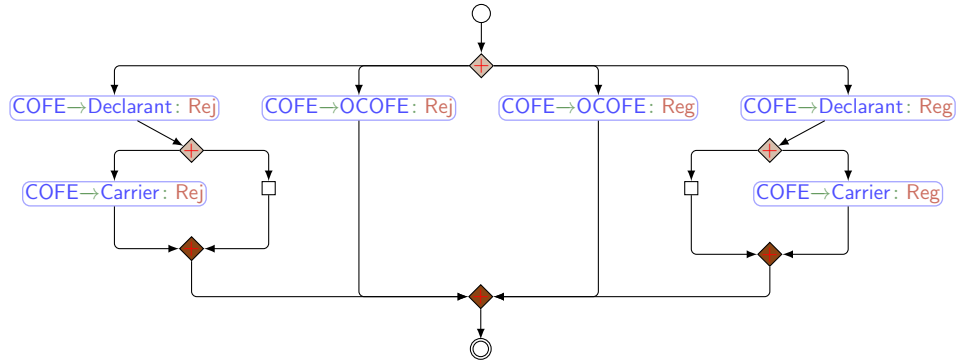 COFE→Declarant: Rej
COFE→OCOFE: Rej
COFE→OCOFE: Reg
COFE→Declarant: Reg
COFE→Carrier: Rej
COFE→Carrier: Reg